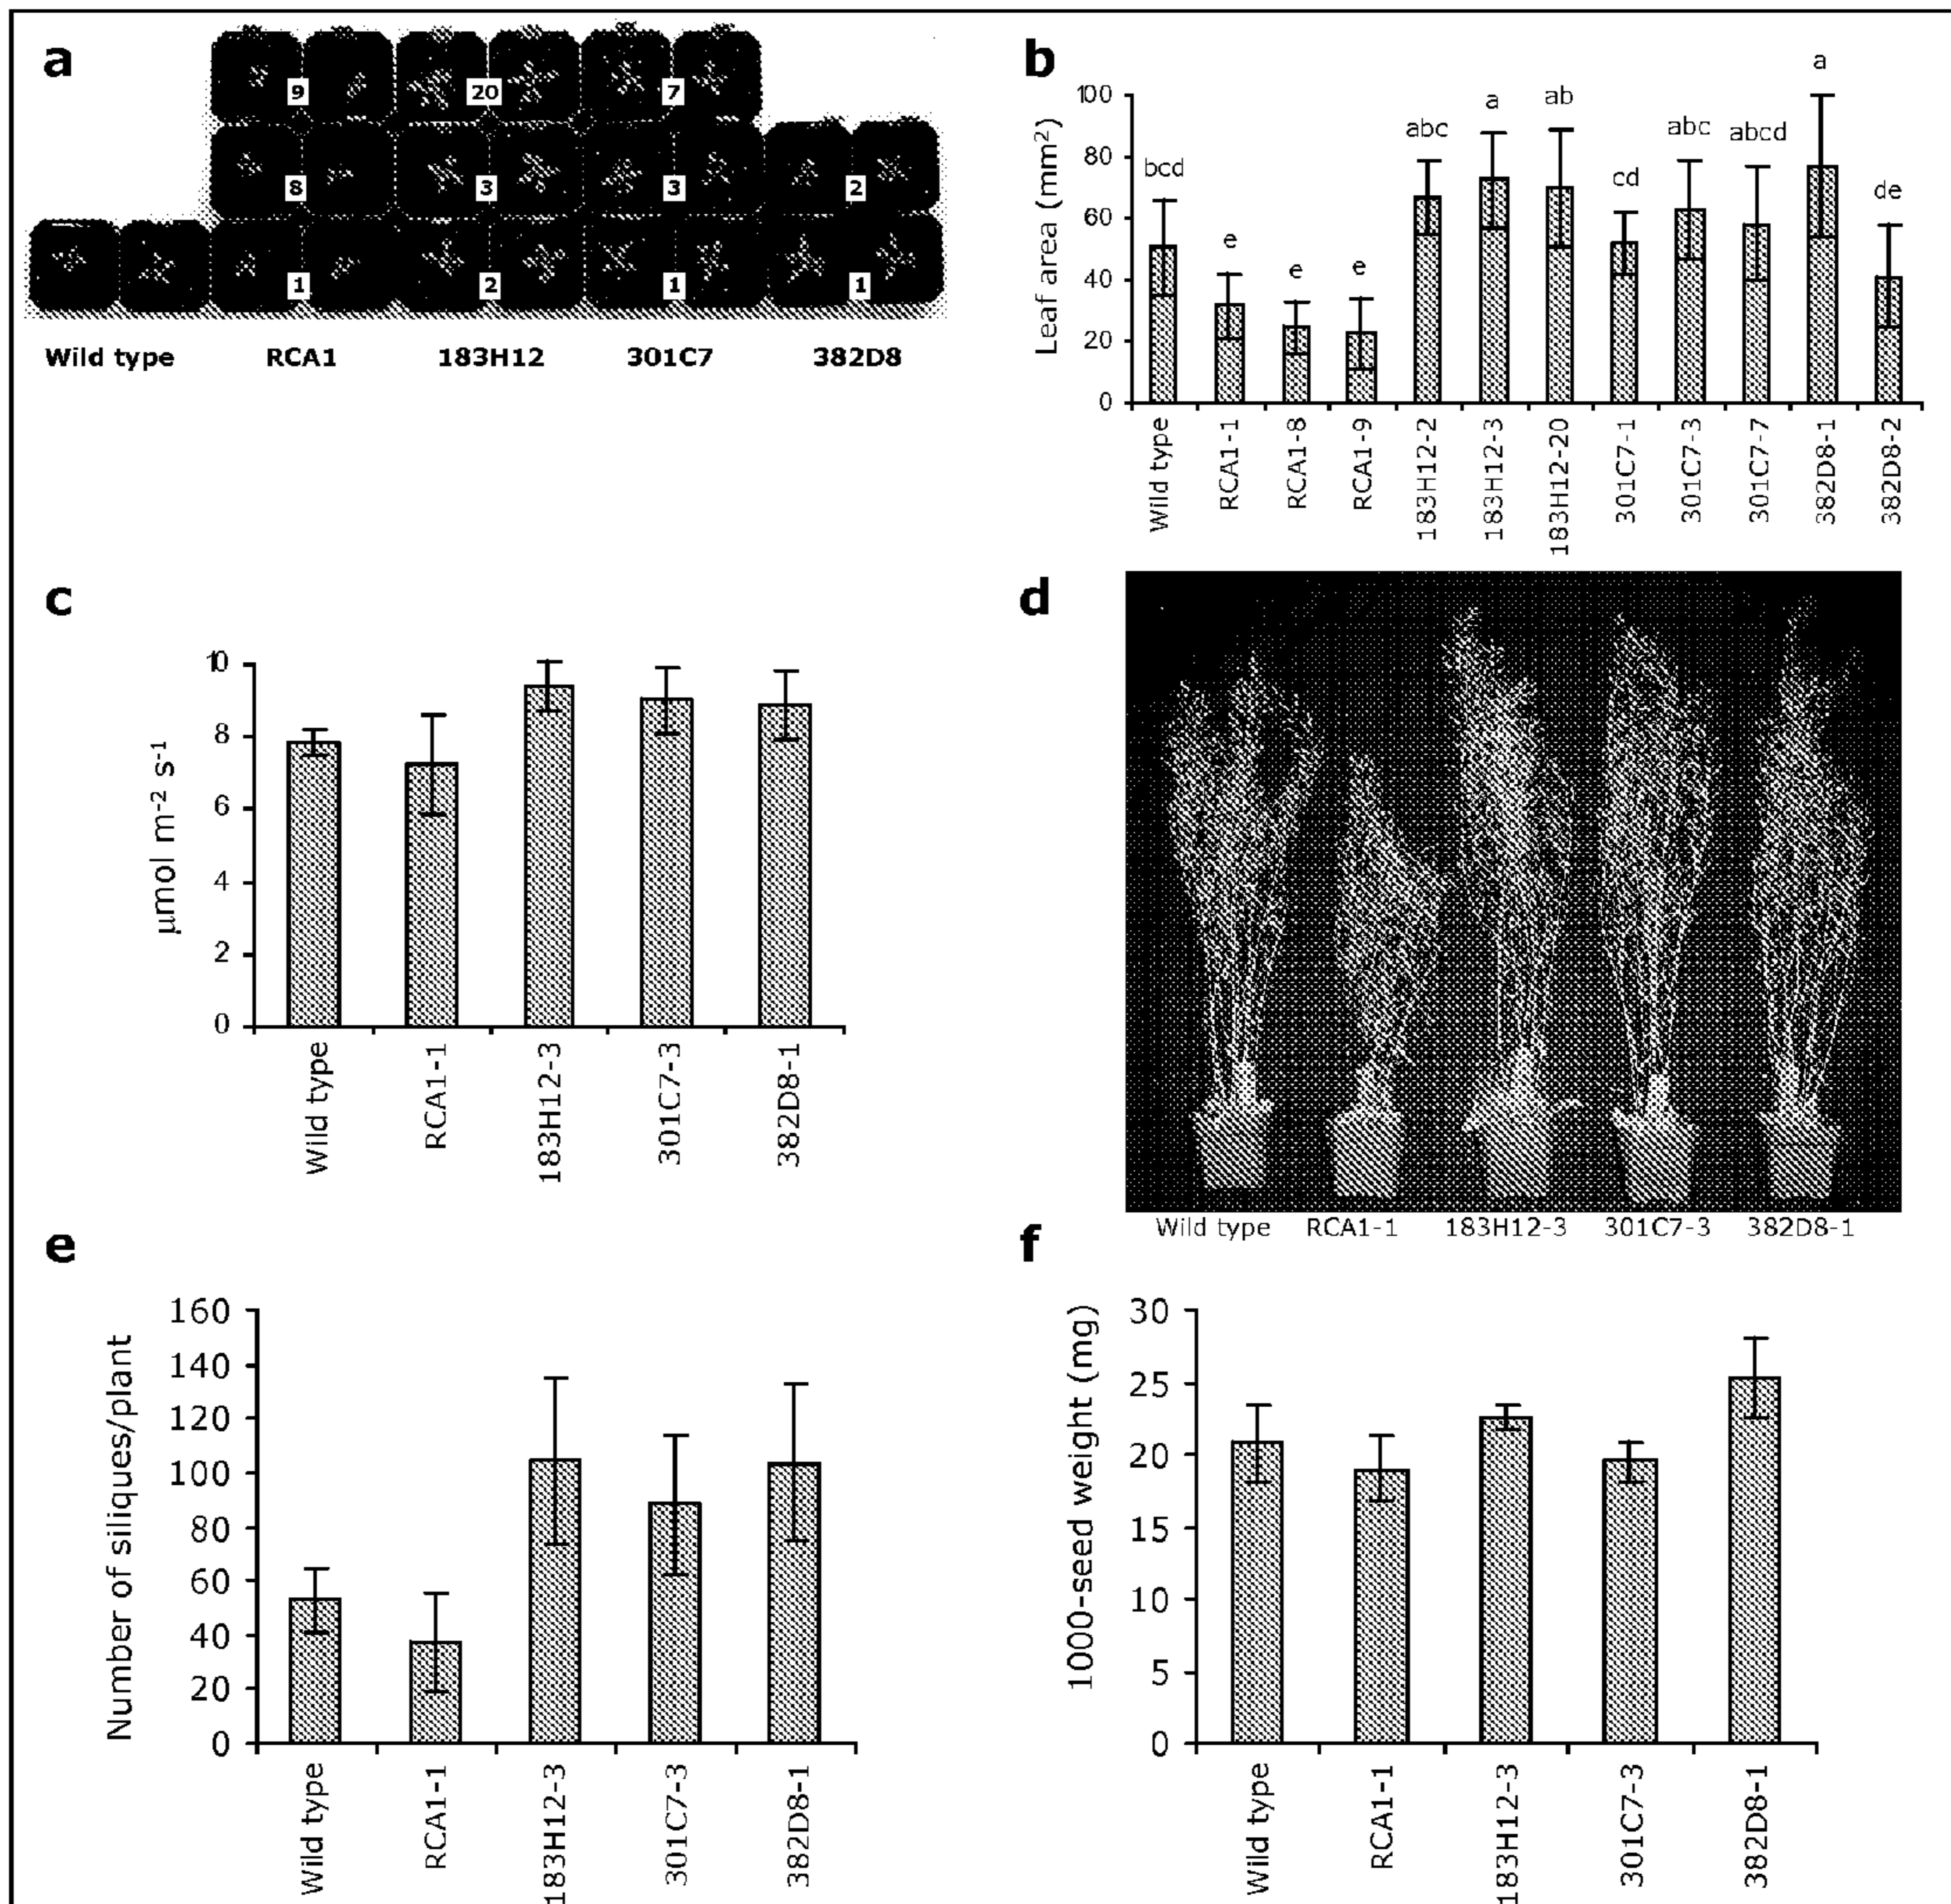 a
9
20
7
8
3
3
2
1
2
1
1
Wild type RCA1 183H12 301C7 382D8
b
Leaf area (mm²)
100
80
60
40
20
0
bcd
e
e
e
abc
a
ab
cd
abc
abcd
a
de
Wild type
RCA1-1
RCA1-8
RCA1-9
183H12-2
183H12-3
183H12-20
301C7-1
301C7-3
301C7-7
382D8-1
382D8-2
c
µmol m⁻² s⁻¹
10
8
6
4
2
0
Wild type
RCA1-1
183H12-3
301C7-3
382D8-1
d
Wild type RCA1-1 183H12-3 301C7-3 382D8-1
e
Number of siliques/plant
160
140
120
100
80
60
40
20
0
Wild type
RCA1-1
183H12-3
301C7-3
382D8-1
f
1000-seed weight (mg)
30
25
20
15
10
5
0
Wild type
RCA1-1
183H12-3
301C7-3
382D8-1